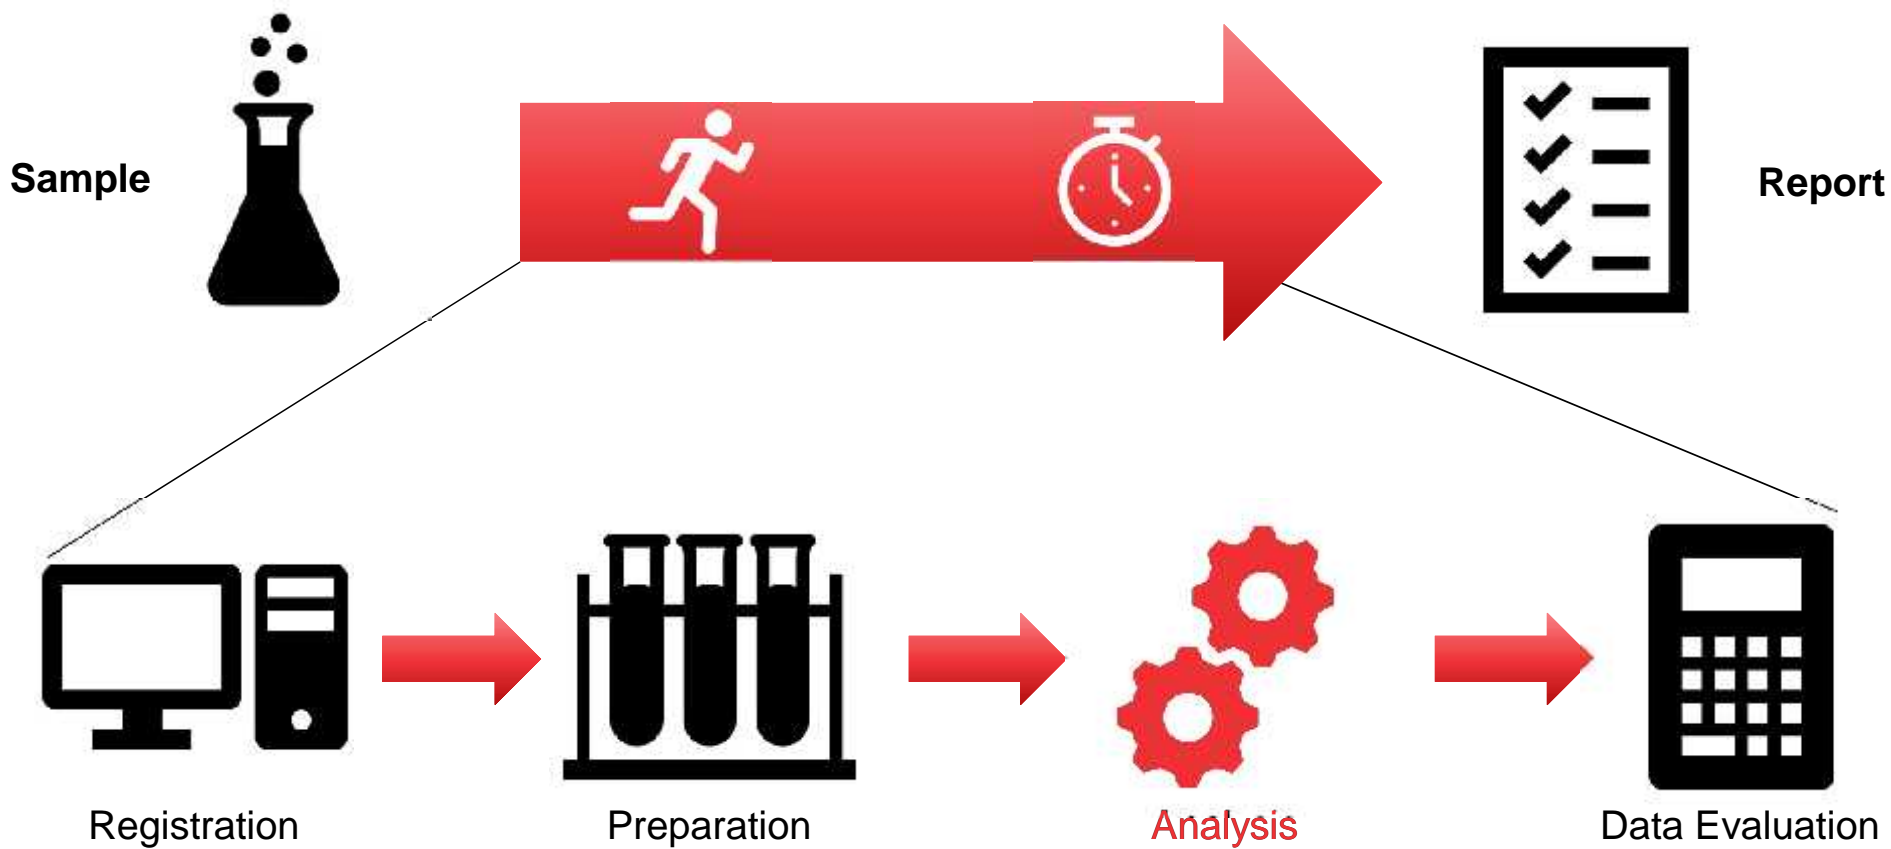 Sample
Report
Registration
Preparation
Analysis
Data Evaluation